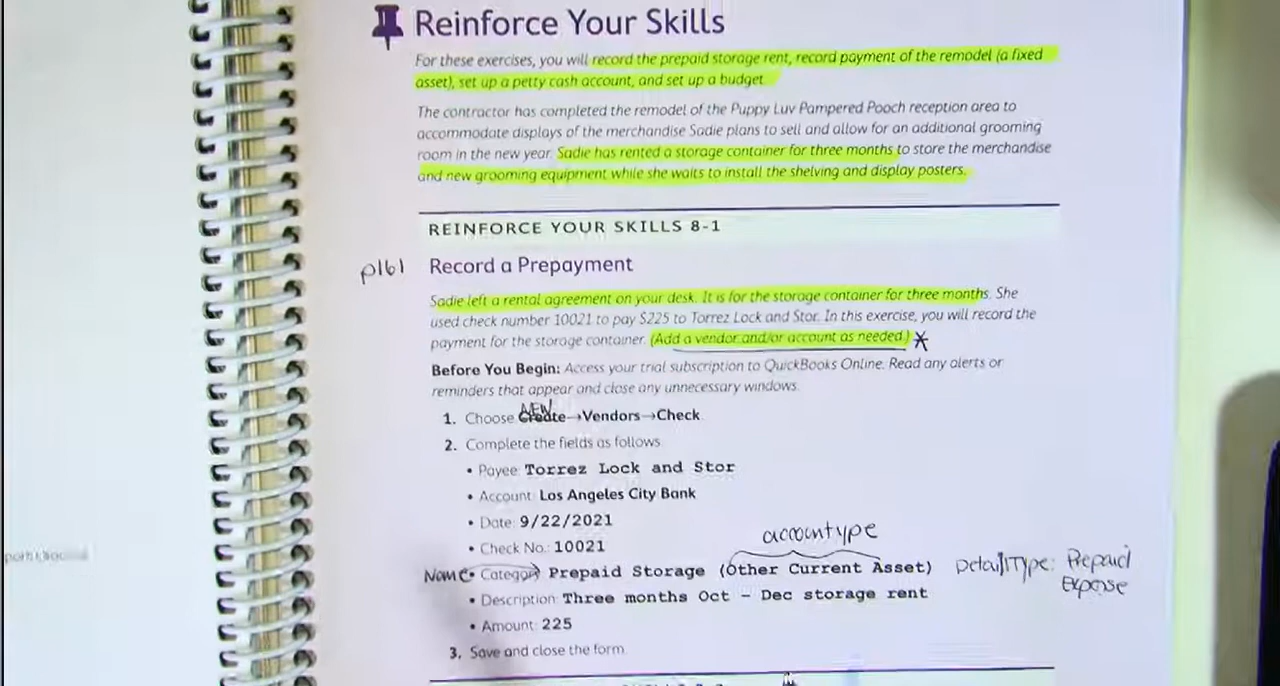 Reinforce Your Skills
For these exercises, you will record the prepaid storage rent, record payment of the remodel (a fixed
asset), set up a petty cash account, and set up a budget.
The contractor has completed the remodel of the Puppy Luv Pampered Pooch reception area to
accommodate displays of the merchandise Sadie plans to sell and allow for an additional grooming
room in the new year. Sadie has rented a storage container for three months to store the merchandise
and new grooming equipment while she waits to install the shelving and display posters.
REINFORCE YOUR SKILLS 8-1
p161 Record a Prepayment
Sadie left a rental agreement on your desk. It is for the storage container for three months. She
used check number 10021 to pay $225 to Torrez Lock and Stor. In this exercise, you will record the
payment for the storage container. (Add a vendor and/or account as needed.) *
Before You Begin: Access your trial subscription to QuickBooks Online. Read any alerts or
reminders that appear and close any unnecessary windows.
NEW
1. Choose Create→Vendors→Check.
2. Complete the fields as follows
• Payee: Torrez Lock and Stor
• Account: Los Angeles City Bank
• Date: 9/22/2021
accountype
• Check No.: 10021
Name • Category Prepaid Storage (Other Current Asset) DetailType: Prepaid
Expense
• Description: Three months Oct - Dec storage rent
• Amount: 225
3. Save and close the form.